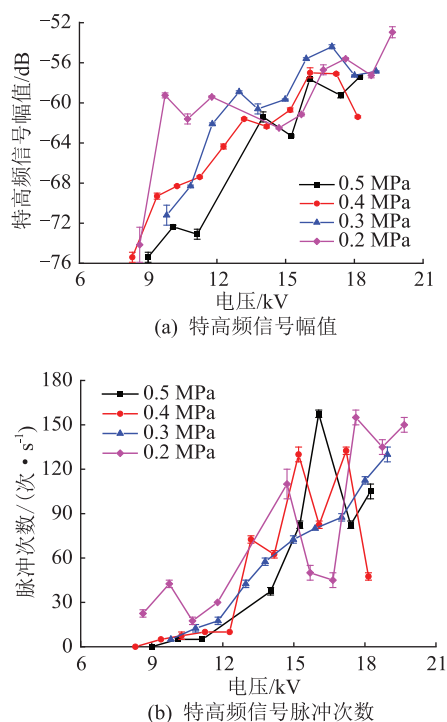 特高频信号幅值/dB
−52
−56
−60
−64
−68
−72
−76
0.5 MPa
0.4 MPa
0.3 MPa
0.2 MPa
6 9 12 15 18 21
电压/kV
(a) 特高频信号幅值
脉冲次数/(次·s⁻¹)
180
150
120
90
60
30
0
0.5 MPa
0.4 MPa
0.3 MPa
0.2 MPa
6 9 12 15 18 21
电压/kV
(b) 特高频信号脉冲次数